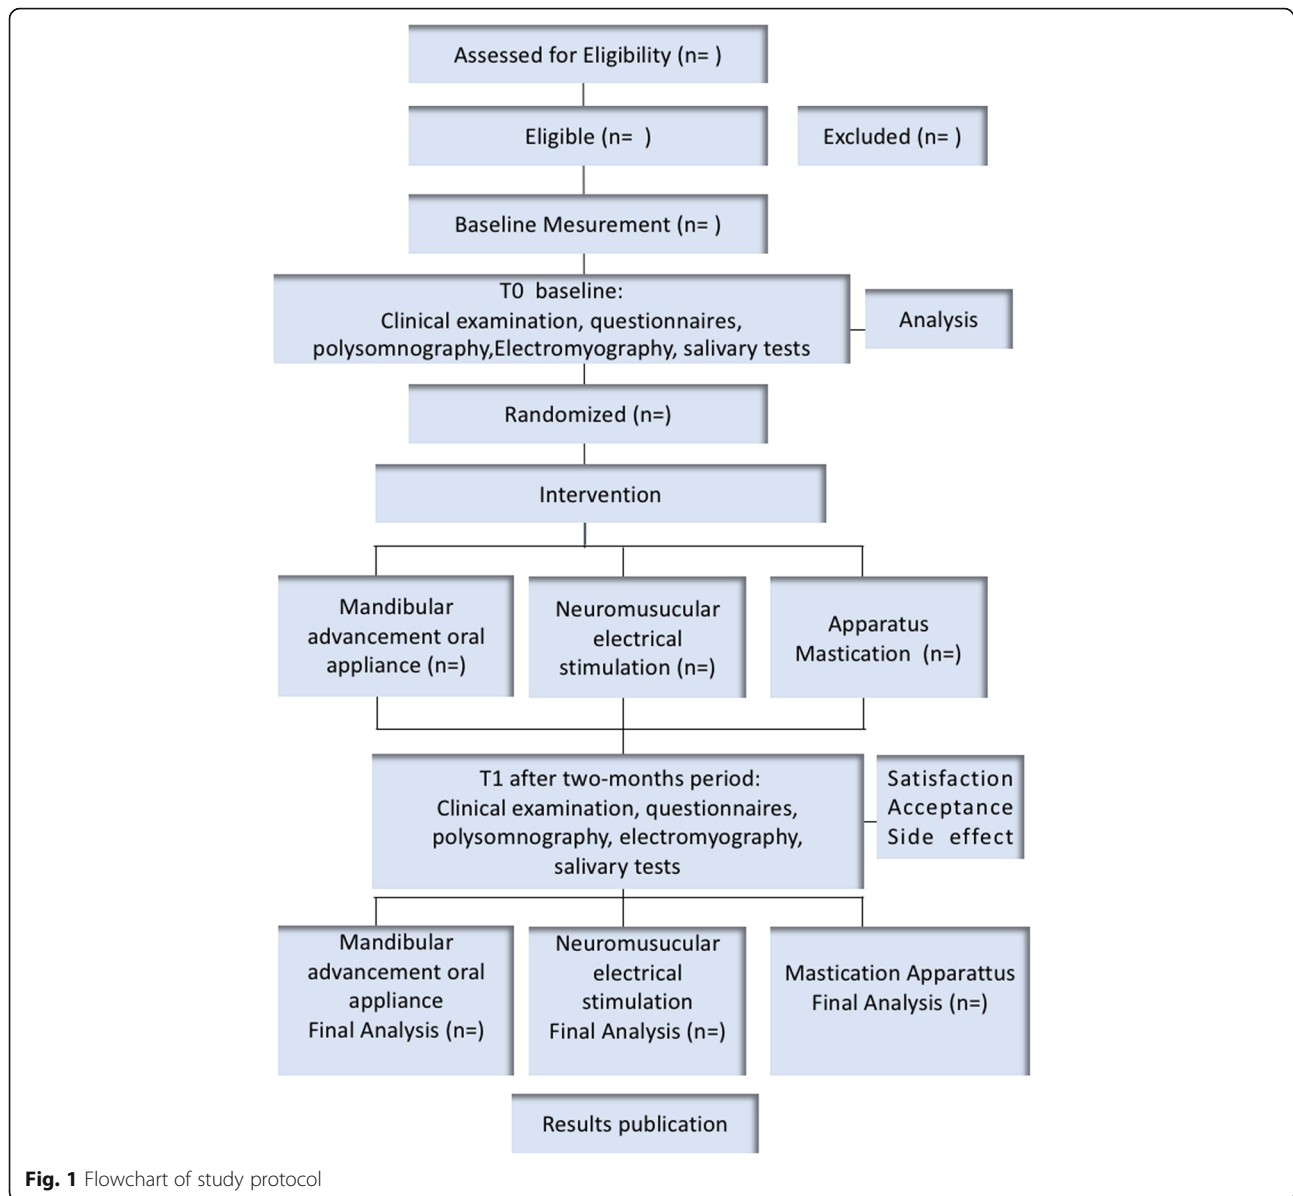 Assessed for Eligibility (n= )
Eligible (n=  )
Excluded (n= )
Baseline Mesurement (n= )
T0  baseline:
Clinical examination, questionnaires,
polysomnography,Electromyography, salivary tests
Analysis
Randomized (n=)
Intervention
Mandibular
advancement oral
appliance (n=)
Neuromusucular
electrical
stimulation (n=)
Apparatus
Mastication  (n=)
T1 after two-months period:
Clinical examination, questionnaires,
polysomnography, electromyography,
salivary tests
Satisfaction
Acceptance
Side effect
Mandibular
advancement oral
appliance
Final Analysis (n=)
Neuromusucular
electrical
stimulation
Final Analysis (n=)
Mastication Apparattus
Final Analysis (n=)
Results publication
Fig. 1 Flowchart of study protocol